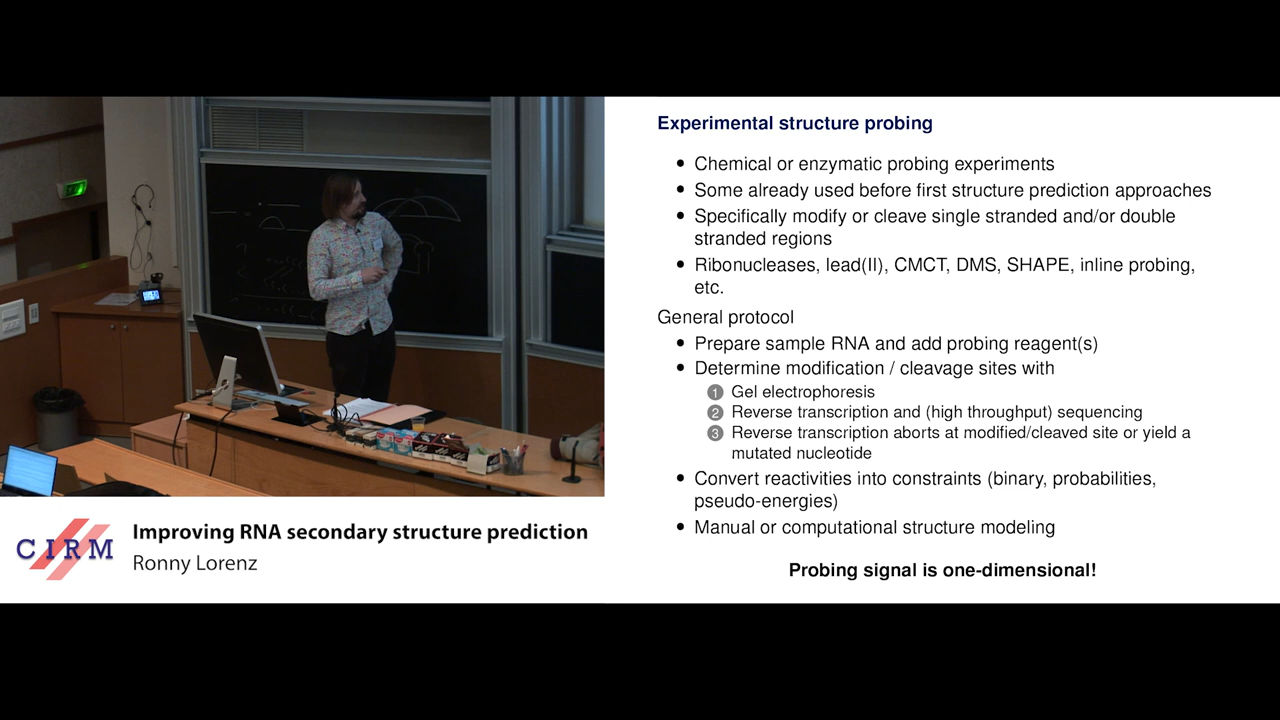 Experimental structure probing
• Chemical or enzymatic probing experiments
• Some already used before first structure prediction approaches
• Specifically modify or cleave single stranded and/or double
stranded regions
• Ribonucleases, lead(II), CMCT, DMS, SHAPE, inline probing,
etc.
General protocol
• Prepare sample RNA and add probing reagent(s)
• Determine modification / cleavage sites with
1 Gel electrophoresis
2 Reverse transcription and (high throughput) sequencing
3 Reverse transcription aborts at modified/cleaved site or yield a
mutated nucleotide
• Convert reactivities into constraints (binary, probabilities,
pseudo-energies)
• Manual or computational structure modeling
Probing signal is one-dimensional!
CIRM
Improving RNA secondary structure prediction
Ronny Lorenz